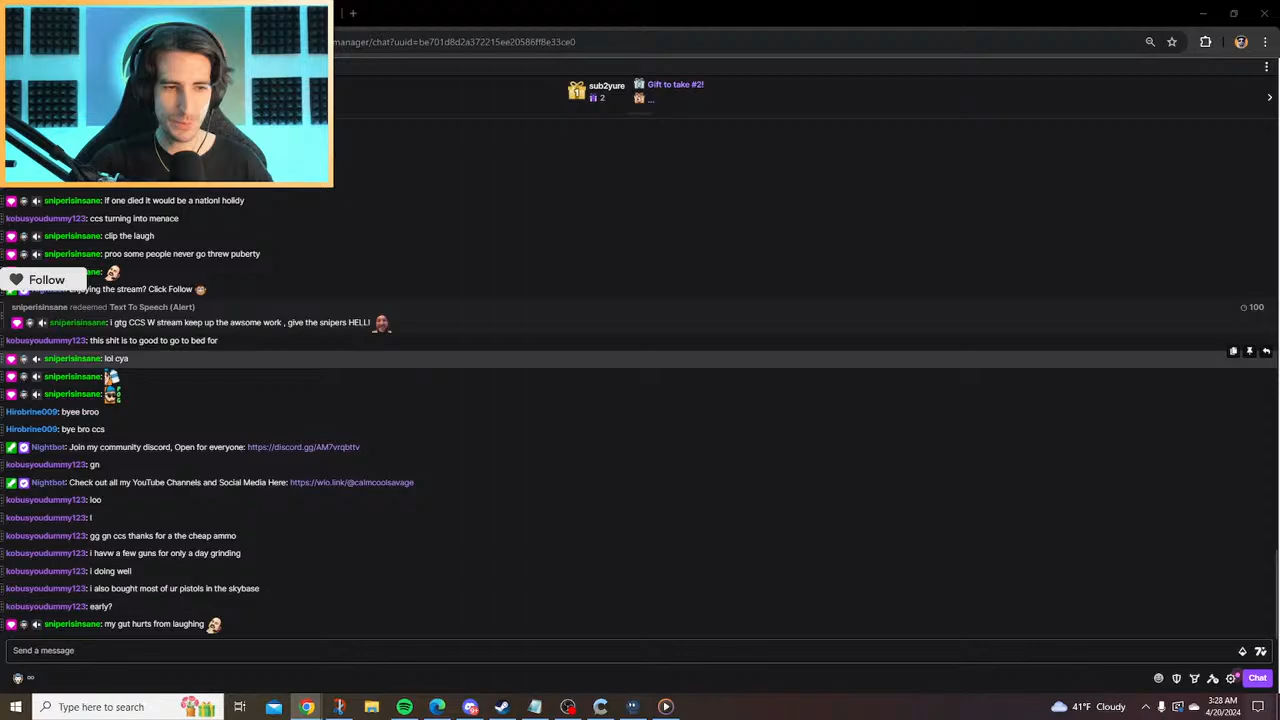 manager/chat?uuid=be701d8d2a372215ee20586ff8e33ce0
sub2yure
2
Gift to take #2!
...
sniperisinsane: If one died it would be a nationl holidy
kobusyoudummy123: ccs turning into menace
sniperisinsane: clip the laugh
sniperisinsane: proo some people never go threw puberty
ane:
Follow
Enjoying the stream? Click Follow
sniperisinsane redeemed Text To Speech (Alert)
100
sniperisinsane: i gtg CCS W stream keep up the awsome work , give the snipers HELL!
kobusyoudummy123: this shit is to good to go to bed for
sniperisinsane: lol cya
sniperisinsane:
sniperisinsane:
Hirobrine009: byee broo
Hirobrine009: bye bro ccs
Nightbot: Join my community discord, Open for everyone: https://discord.gg/AM7vrqbttv
kobusyoudummy123: gn
Nightbot: Check out all my YouTube Channels and Social Media Here: https://wlo.link/@calmcoolsavage
kobusyoudummy123: loo
kobusyoudummy123: l
kobusyoudummy123: gg gn ccs thanks for a the cheap ammo
kobusyoudummy123: i havw a few guns for only a day grinding
kobusyoudummy123: i doing well
kobusyoudummy123: i also bought most of ur pistols in the skybase
kobusyoudummy123: early?
sniperisinsane: my gut hurts from laughing
Send a message
Chat
Type here to search
41°F Cloudy
3:28 AM
4/20/2024